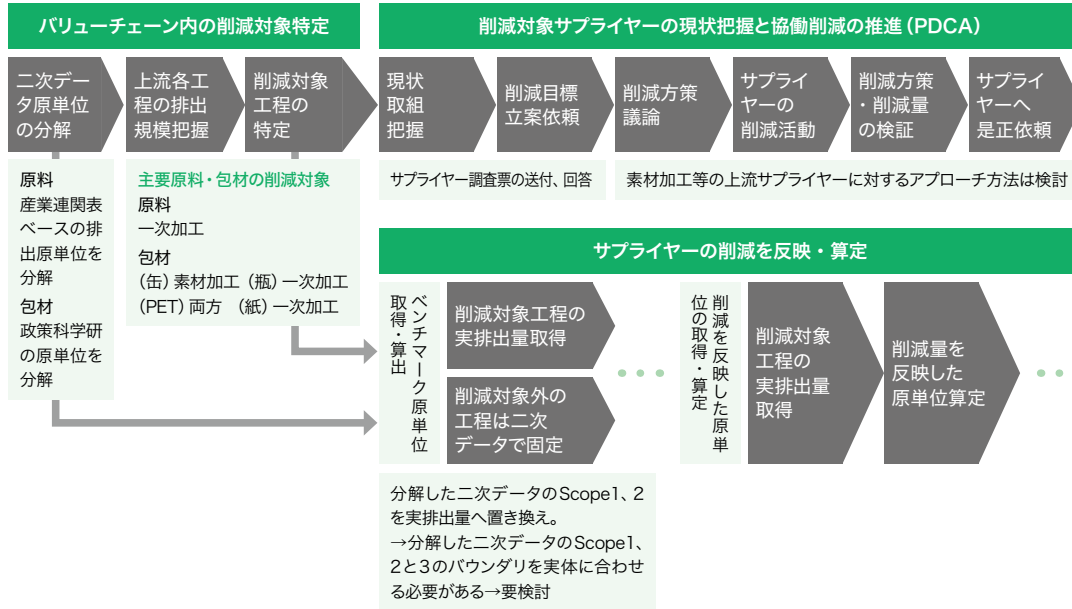 バリューチェーン内の削減対象特定
二次デー
タ原単位
の分解
上流各工
程の排出
規模把握
削減対象
工程の
特定
原料
産業連関表
ベースの排
出原単位を
分解
包材
政策科学研
の原単位を
分解
主要原料・包材の削減対象
原料
一次加工
包材
(缶)素材加工 (瓶)一次加工
(PET)両方 (紙)一次加工
削減対象サプライヤーの現状把握と協働削減の推進(PDCA)
現状
取組
把握
削減目標
立案依頼
削減方策
議論
サプライ
ヤーの
削減活動
削減方策
・削減量
の検証
サプライ
ヤーへ
是正依頼
サプライヤー調査票の送付、回答
素材加工等の上流サプライヤーに対するアプローチ方法は検討
サプライヤーの削減を反映・算定
ベンチマーク原単位
取得・算出
削減対象工程の
実排出量取得
削減対象外の
工程は二次
データで固定
削減を反映した原単
位の取得・算定
削減対象
工程の
実排出量
取得
削減量を
反映した
原単位算定
分解した二次データのScope1、2
を実排出量へ置き換え。
→分解した二次データのScope1、
2と3のバウンダリを実体に合わせ
る必要がある→要検討